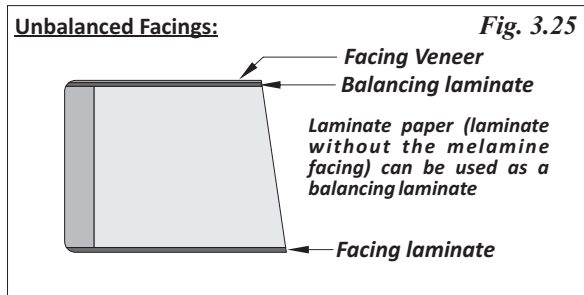 Unbalanced Facings:
Fig. 3.25
Facing Veneer
Balancing laminate
Laminate paper (laminate
without the melamine
facing) can be used as a
balancing laminate
Facing laminate